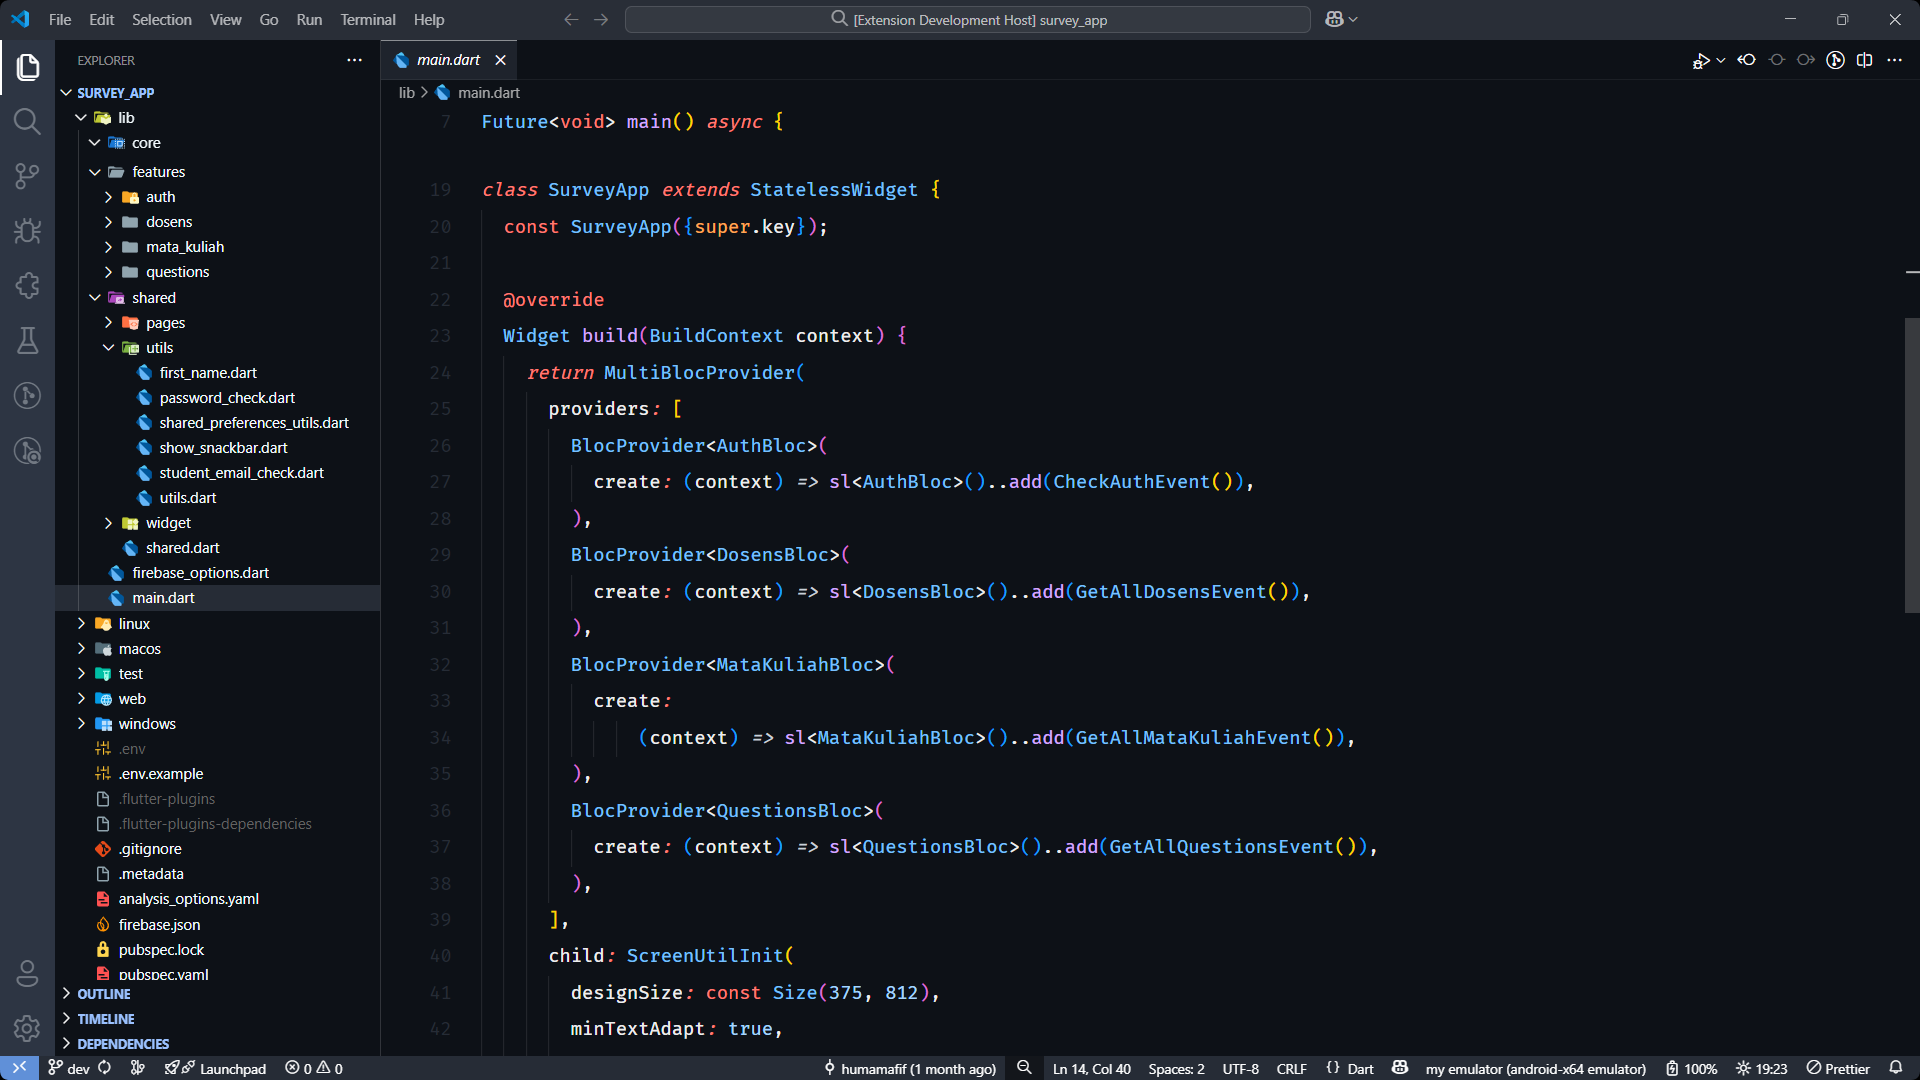 File Edit Selection View Go Run Terminal Help
[Extension Development Host] survey_app
EXPLORER
SURVEY_APP
lib
core
features
auth
dosens
mata_kuliah
questions
shared
pages
utils
first_name.dart
password_check.dart
shared_preferences_utils.dart
show_snackbar.dart
student_email_check.dart
utils.dart
widget
shared.dart
firebase_options.dart
main.dart
linux
macos
test
web
windows
.env
.env.example
.flutter-plugins
.flutter-plugins-dependencies
.gitignore
.metadata
analysis_options.yaml
firebase.json
pubspec.lock
pubspec.yaml
OUTLINE
TIMELINE
DEPENDENCIES
main.dart
lib > main.dart
7 Future<void> main() async {
19 class SurveyApp extends StatelessWidget {
20 const SurveyApp({super.key});
21
22 @override
23 Widget build(BuildContext context) {
24 return MultiBlocProvider(
25 providers: [
26 BlocProvider<AuthBloc>(
27 create: (context) => sl<AuthBloc>()..add(CheckAuthEvent()),
28 ),
29 BlocProvider<DosensBloc>(
30 create: (context) => sl<DosensBloc>()..add(GetAllDosensEvent()),
31 ),
32 BlocProvider<MataKuliahBloc>(
33 create:
34 (context) => sl<MataKuliahBloc>()..add(GetAllMataKuliahEvent()),
35 ),
36 BlocProvider<QuestionsBloc>(
37 create: (context) => sl<QuestionsBloc>()..add(GetAllQuestionsEvent()),
38 ),
39 ],
40 child: ScreenUtilInit(
41 designSize: const Size(375, 812),
42 minTextAdapt: true,
dev Launchpad 0 0 humamafif (1 month ago) Ln 14, Col 40 Spaces: 2 UTF-8 CRLF {} Dart my emulator (android-x64 emulator) 100% 19:23 Prettier